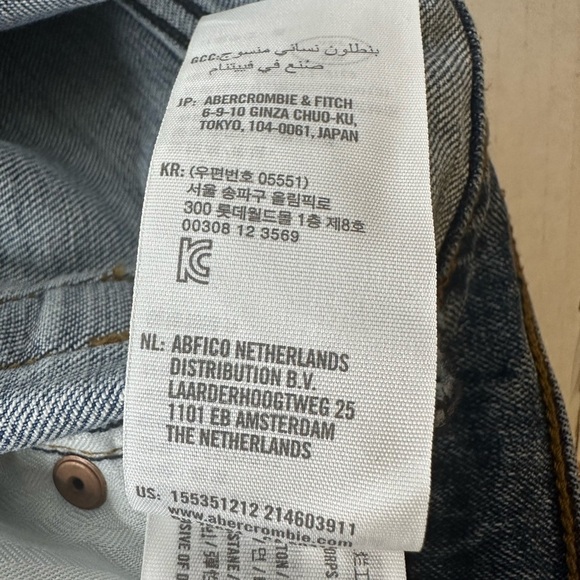 GCC: بنطلون نسائي منسوج
صنع في فييتنام
JP: ABERCROMBIE & FITCH
6-9-10 GINZA CHUO-KU,
TOKYO, 104-0061, JAPAN
KR: (우편번호 05551)
서울 송파구 올림픽로
300 롯데월드몰 1층 제8호
00308 12 3569
KC
NL: ABFICO NETHERLANDS
DISTRIBUTION B.V.
LAARDERHOOGTWEG 25
1101 EB AMSTERDAM
THE NETHERLANDS
US: 155351212 214603911
www.abercrombie.com